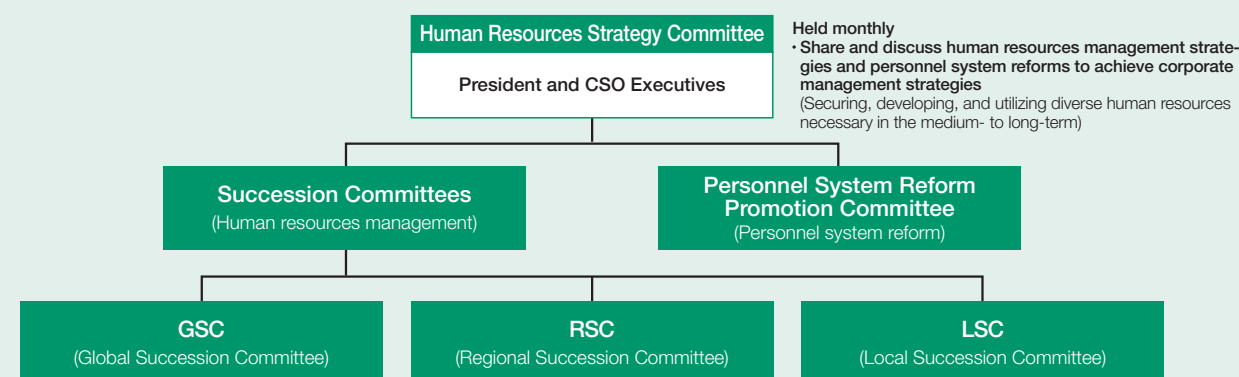 Human Resources Strategy Committee
President and CSO Executives
Held monthly
・Share and discuss human resources management strate-
gies and personnel system reforms to achieve corporate
management strategies
(Securing, developing, and utilizing diverse human resources
necessary in the medium- to long-term)
Succession Committees
(Human resources management)
Personnel System Reform
Promotion Committee
(Personnel system reform)
GSC
(Global Succession Committee)
RSC
(Regional Succession Committee)
LSC
(Local Succession Committee)